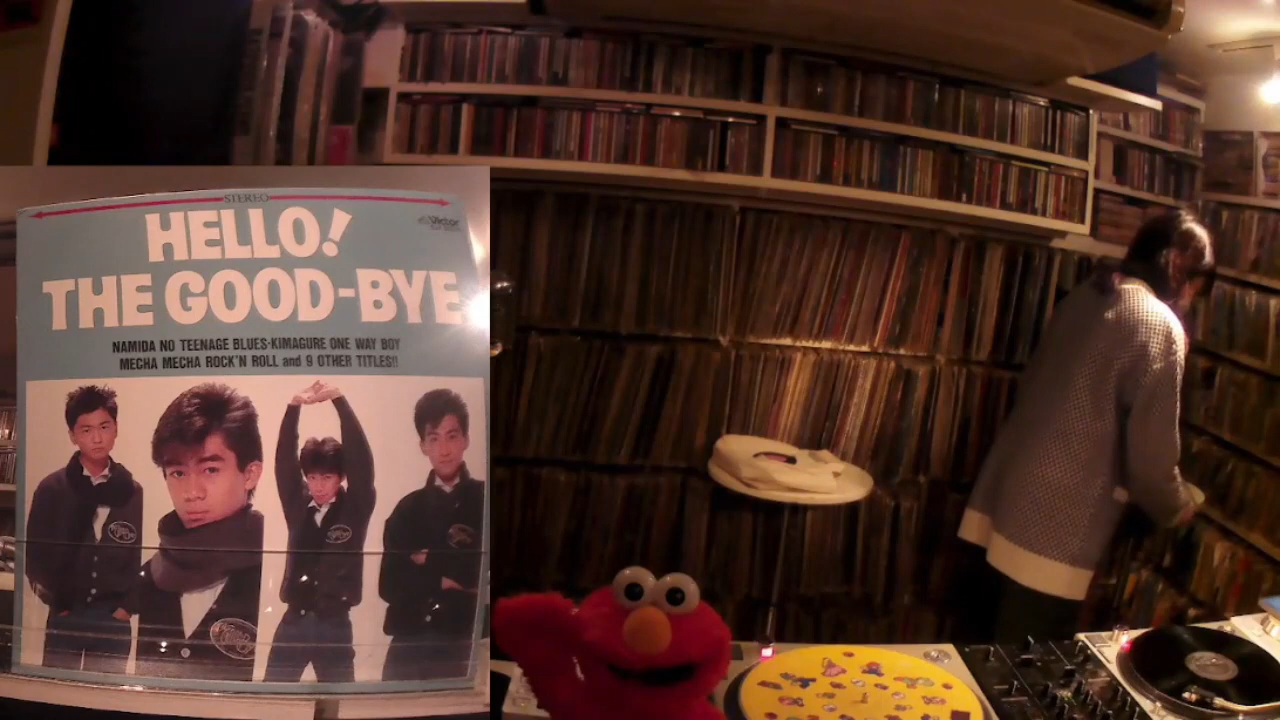 STEREO
HELLO!
Victor
THE GOOD-BYE
NAMIDA NO TEENAGE BLUES·KIMAGURE ONE WAY BOY
MECHA MECHA ROCK'N ROLL and 9 OTHER TITLES!!